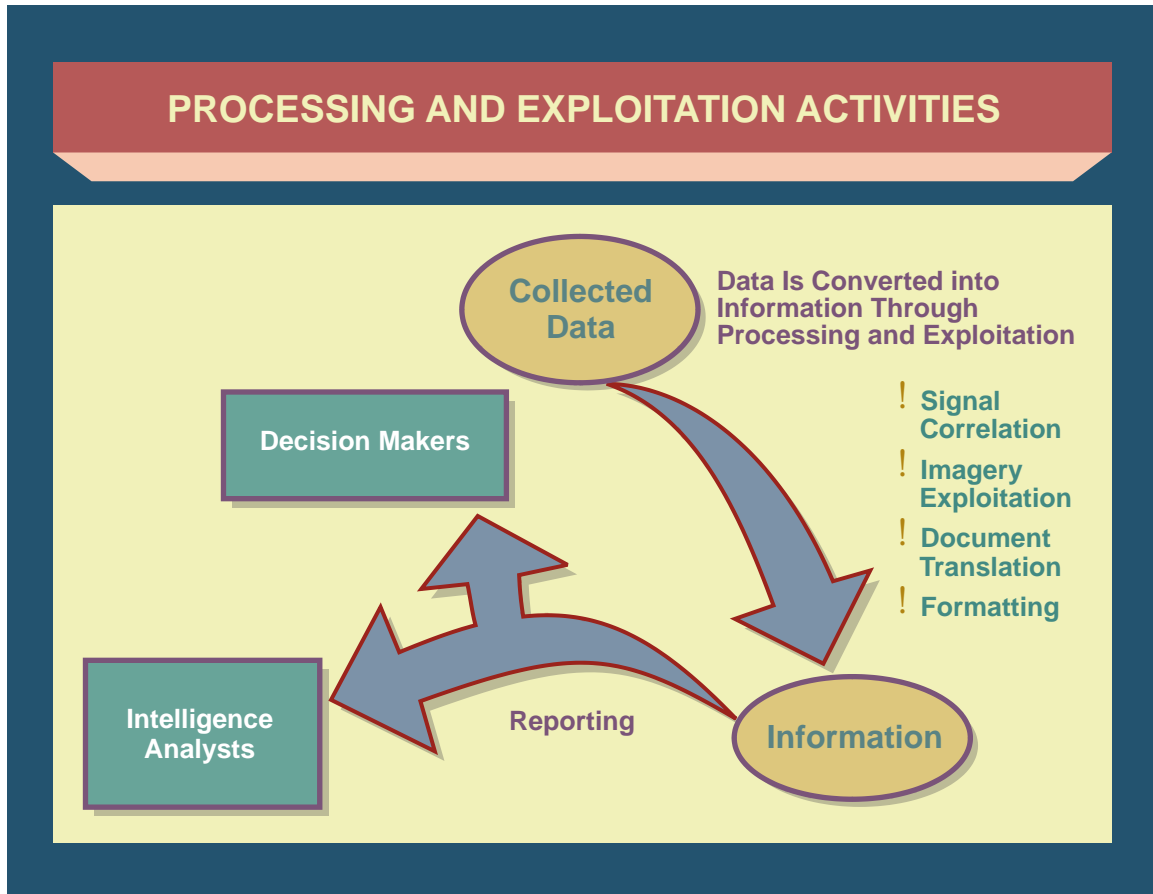 PROCESSING AND EXPLOITATION ACTIVITIES
Collected
Data
Data Is Converted into
Information Through
Processing and Exploitation
! Signal
Correlation
! Imagery
Exploitation
! Document
Translation
! Formatting
Decision Makers
Intelligence
Analysts
Reporting
Information